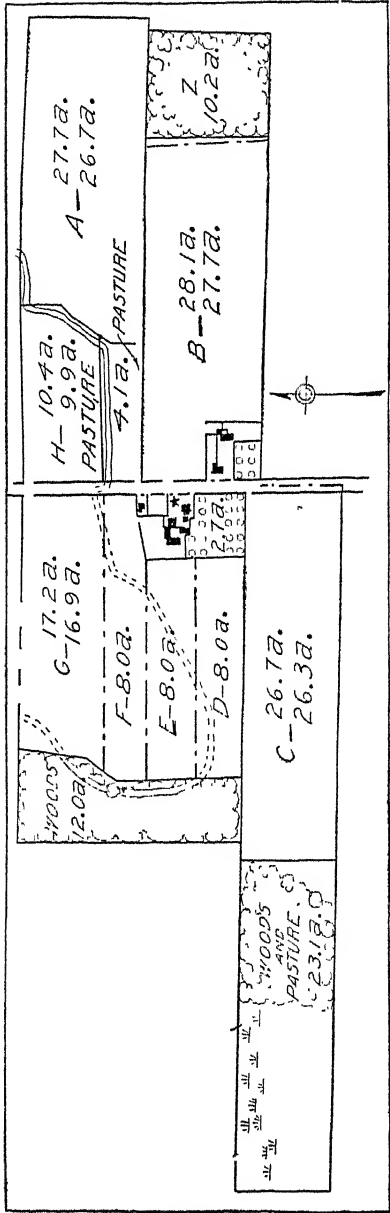 WOODS
12.0a.
17.2a.
G-16.9a.
F-8.0a.
E-8.0a.
D-8.0a.
2.7a.
H- 10.4a.
9.9a.
PASTURE
4.1a. PASTURE
A- 27.7a.
26.7a.
B- 28.1a.
27.7a.
Z
10.2a.
C- 26.7a.
26.3a.
WOODS
AND
PASTURE.
23.1a.